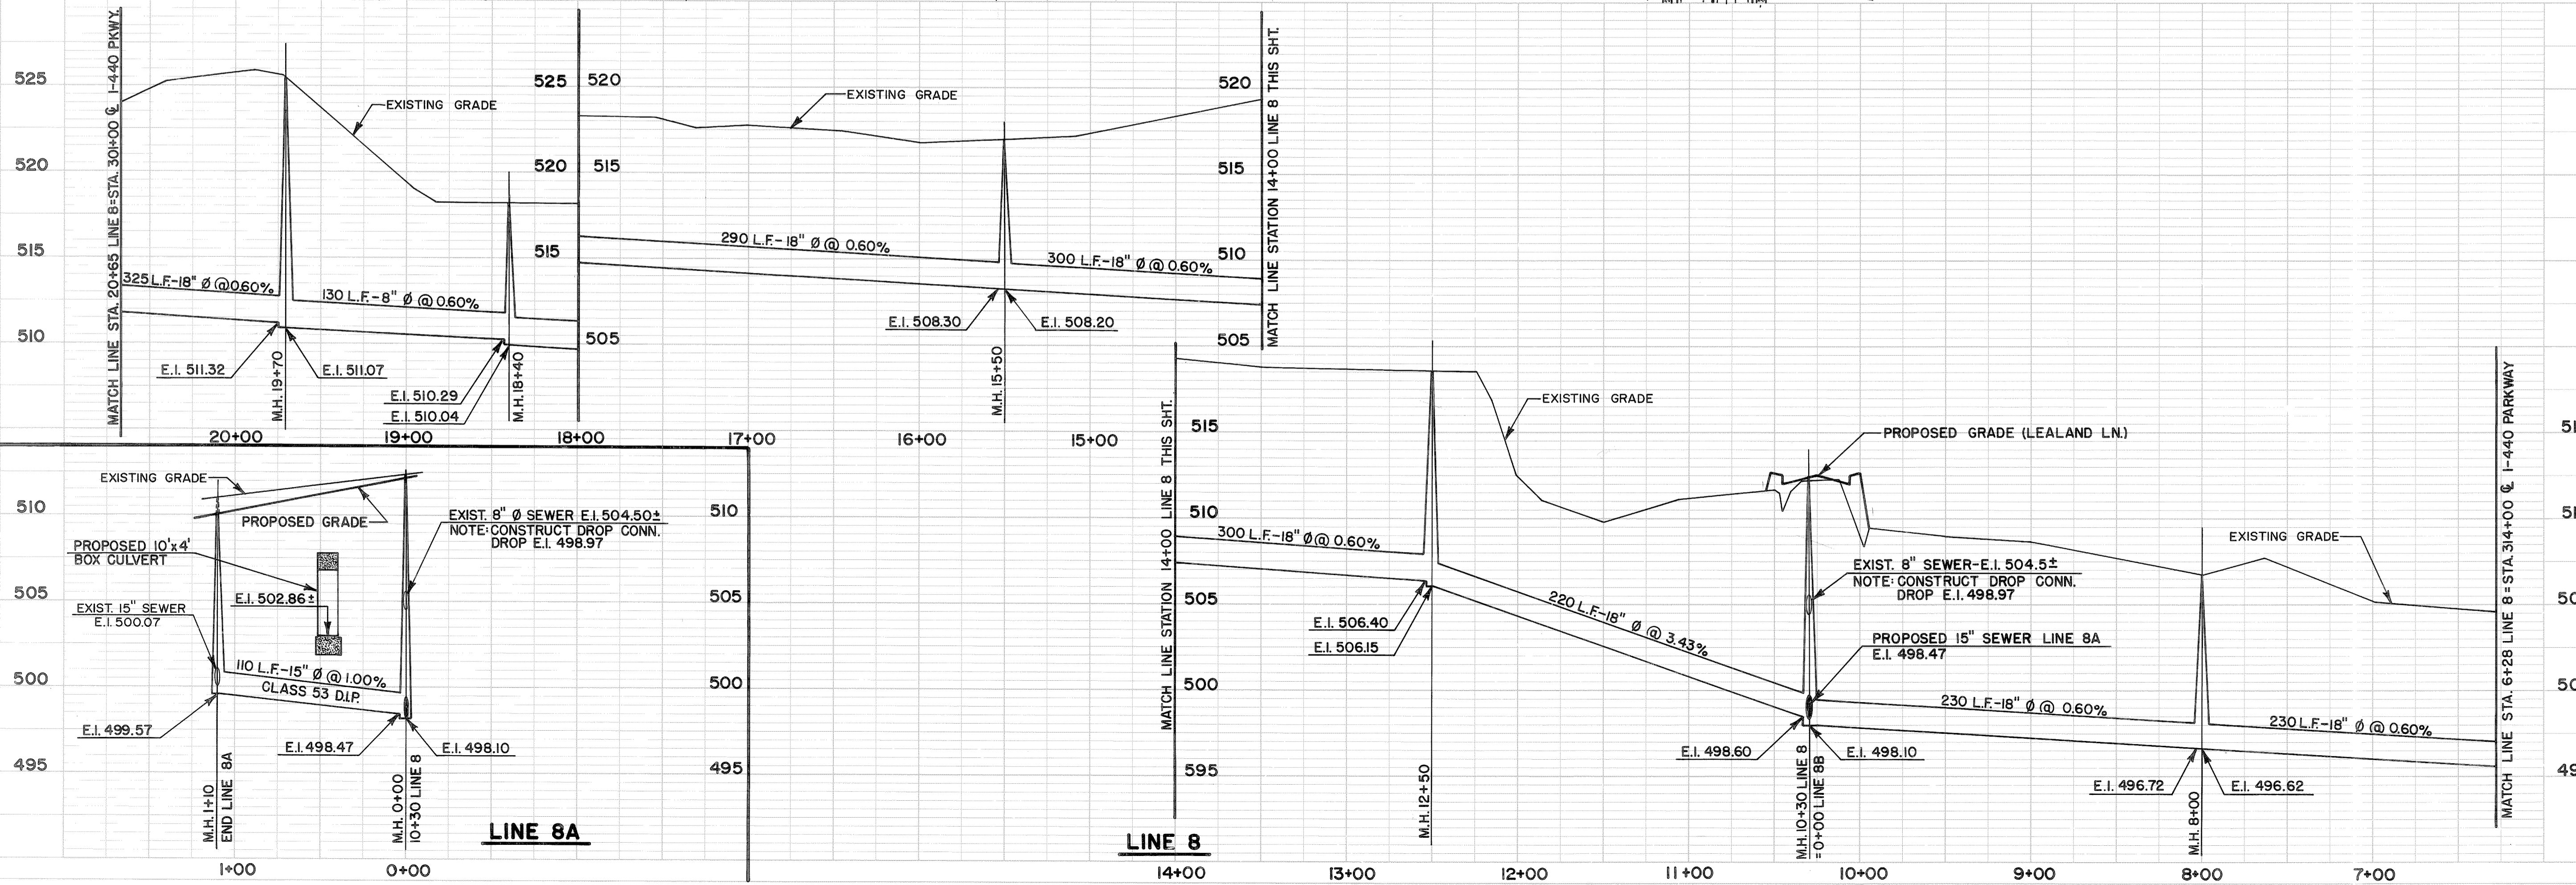 525
520
515
510
MATCH LINE STA. 20+65 LINE 8=STA. 301+00 ℄ I-440 PKWY.
EXISTING GRADE
325 L.F.-18" Ø @0.60%
130 L.F.-8" Ø @ 0.60%
E.I. 511.32
E.I. 511.07
E.I. 510.29
E.I. 510.04
M.H. 19+70
M.H. 18+40
525
520
515
520
515
505
20+00
19+00
18+00
17+00
16+00
15+00
EXISTING GRADE
290 L.F.-18" Ø @ 0.60%
300 L.F.-18" Ø @ 0.60%
E.I. 508.30
E.I. 508.20
M.H. 15+50
520
515
510
505
MATCH LINE STATION 14+00 LINE 8 THIS SHT.
510
505
500
495
EXISTING GRADE
PROPOSED GRADE
PROPOSED 10'x4'
BOX CULVERT
E.I. 502.86±
EXIST. 15" SEWER
E.I. 500.07
EXIST. 8" Ø SEWER E.I. 504.50±
NOTE: CONSTRUCT DROP CONN.
DROP E.I. 498.97
110 L.F.-15" Ø @ 1.00%
CLASS 53 D.I.P.
E.I. 499.57
E.I. 498.47
E.I. 498.10
M.H. 1+10
END LINE 8A
M.H. 0+00
10+30 LINE 8
510
505
500
495
LINE 8A
1+00
0+00
MATCH LINE STATION 14+00 LINE 8 THIS SHT.
515
510
505
500
595
EXISTING GRADE
300 L.F.-18" Ø @ 0.60%
220 L.F.-18" Ø @ 3.43%
E.I. 506.40
E.I. 506.15
M.H. 12+50
PROPOSED GRADE (LEALAND LN.)
EXIST. 8" SEWER-E.I. 504.5±
NOTE: CONSTRUCT DROP CONN.
DROP E.I. 498.97
PROPOSED 15" SEWER LINE 8A
E.I. 498.47
230 L.F.-18" Ø @ 0.60%
E.I. 498.60
E.I. 498.10
M.H. 10+30 LINE 8
=0+00 LINE 8B
EXISTING GRADE
230 L.F.-18" Ø @ 0.60%
E.I. 496.72
E.I. 496.62
M.H. 8+00
MATCH LINE STA. 6+28 LINE 8=STA. 314+00 ℄ I-440 PARKWAY
LINE 8
14+00
13+00
12+00
11+00
10+00
9+00
8+00
7+00